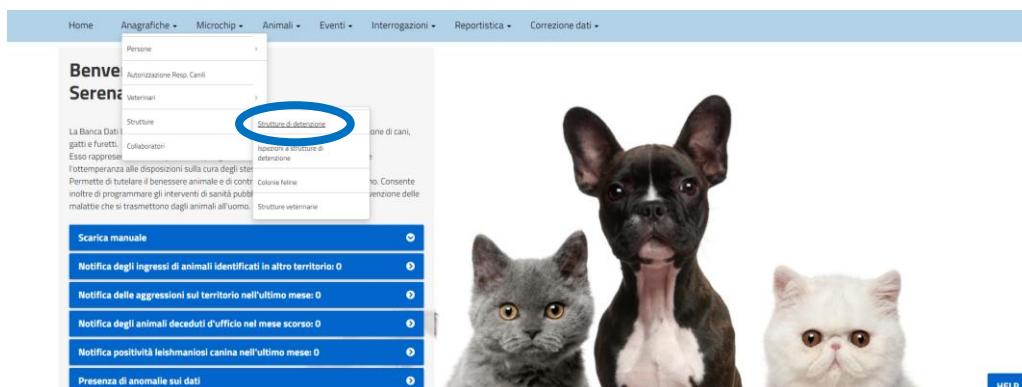 Home Anagrafiche Microchip Animali Eventi Interrogazioni Reportistica Correzione dati
Persone
Autorizzazione Resp. Canili
Veterinari
Strutture
Collaboratori
Strutture di detenzione
Ispezioni a strutture di
detenzione
Colonie feline
Strutture veterinarie
Benve
Serena
La Banca Dati one di cani,
gatti e furetti.
Esso rappresen e
l'ottemperanza alle disposizioni sulla cura degli stes
Permette di tutelare il benessere animale e di contr no. Consente
inoltre di programmare gli interventi di sanità pubbl venzione delle
malattie che si trasmettono dagli animali all'uomo.
Scarica manuale
Notifica degli ingressi di animali identificati in altro territorio: 0
Notifica delle aggressioni sul territorio nell'ultimo mese: 0
Notifica degli animali deceduti d'ufficio nel mese scorso: 0
Notifica positività leishmaniosi canina nell'ultimo mese: 0
Presenza di anomalie sui dati
HELP